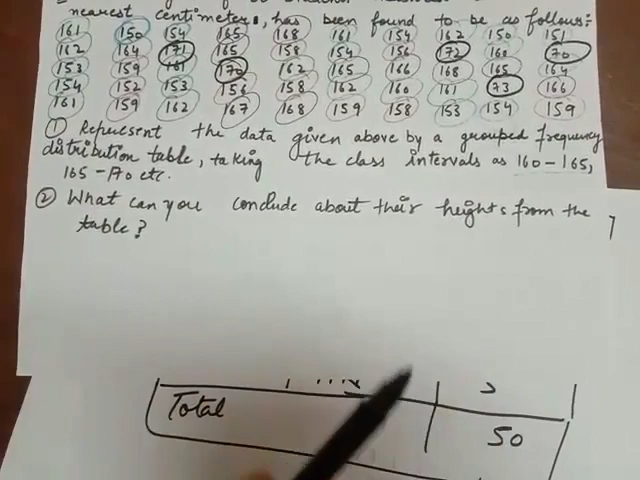 nearest centimeters, has been found to be as follows:-
161 150 154 165 168 161 154 162 150 151
162 164 171 165 158 154 156 172 160 70
153 159 161 170 162 165 166 168 165 164
154 152 153 156 158 162 160 161 73 166
161 159 162 167 168 159 158 153 154 159
① Represent the data given above by a grouped frequency
distribution table, taking the class intervals as 160-165,
165-170 etc.
② What can you conclude about their heights from the
table?
Total 50